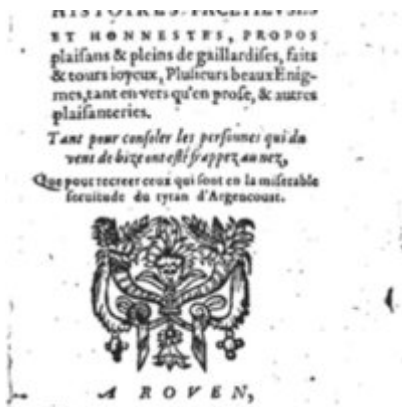 HISTOIRES FACETIEVSES
ET HONNESTES, PROPOS
plaiſans & pleins de gaillardiſes, faits
& tours ioyeux, Pluſieurs beaux Enig-
mes, tant en vers qu'en proſe, & autres
plaiſanteries.
Tant pour conſoler les perſonnes qui du
vent de bize ont eſté frappez au nez,
Que pour recreer ceux qui ſont en la miſerable
ſeruitude du tyran d'Argencourt.
A ROVEN,